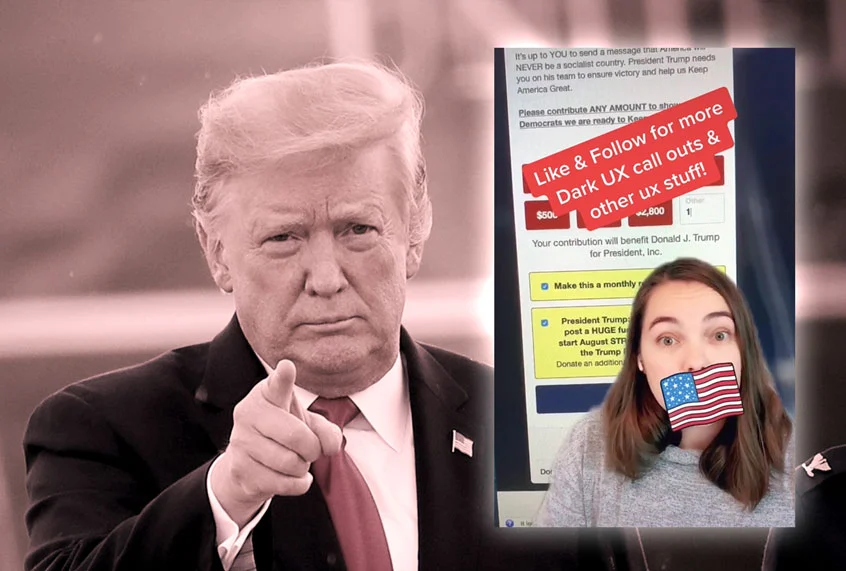 It's up to YOU to send a message that America will
NEVER be a socialist country. President Trump needs
you on his team to ensure victory and help us Keep
America Great.
Please contribute ANY AMOUNT to show
Democrats we are ready to Keep
Like & Follow for more
Dark UX call outs &
other ux stuff!
$500
$2,800
Other
1
Your contribution will benefit Donald J. Trump
for President, Inc.
Make this a monthly
President Trump:
post a HUGE
start August
the Trump
Donate an addition